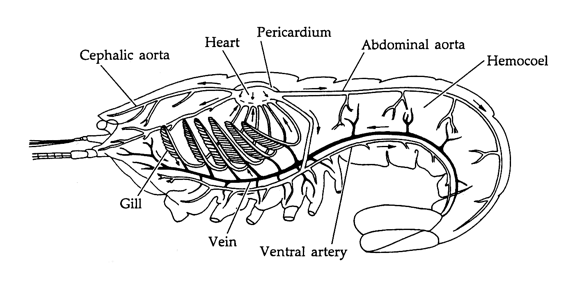 Cephalic aorta
Heart
Pericardium
Abdominal aorta
Hemocoel
Gill
Vein
Ventral artery